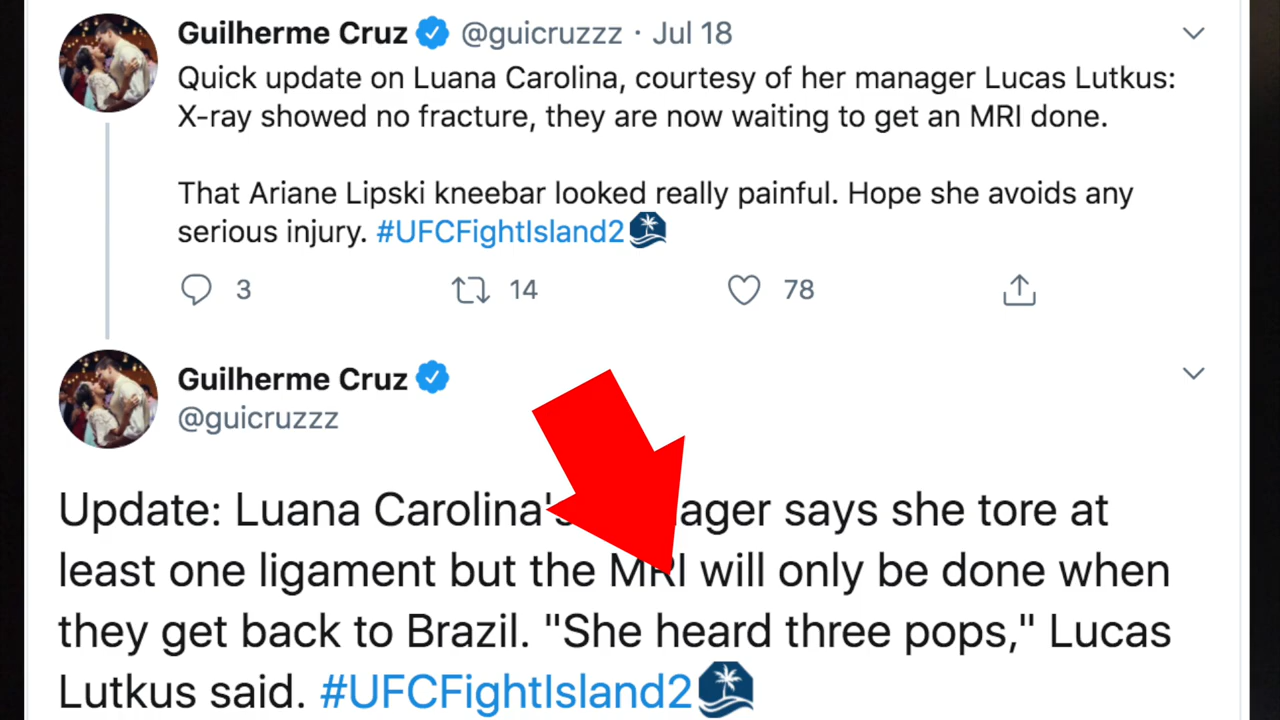 Guilherme Cruz @guicruzzz · Jul 18
Quick update on Luana Carolina, courtesy of her manager Lucas Lutkus:
X-ray showed no fracture, they are now waiting to get an MRI done.
That Ariane Lipski kneebar looked really painful. Hope she avoids any
serious injury. #UFCFightIsland2
3 14 78
Guilherme Cruz
@guicruzzz
Update: Luana Carolina's ager says she tore at
least one ligament but the MRI will only be done when
they get back to Brazil. "She heard three pops," Lucas
Lutkus said. #UFCFightIsland2